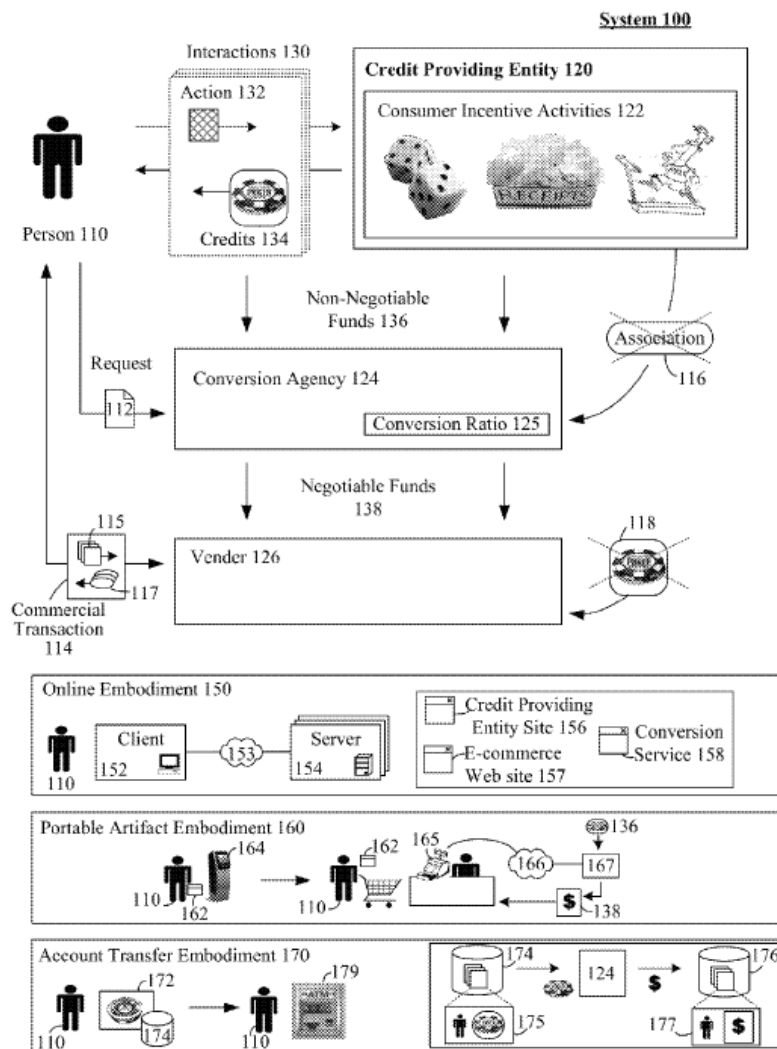 System 100
Interactions 130
Credit Providing Entity 120
Action 132
Consumer Incentive Activities 122
RECEIPTS
POKER
Person 110
Credits 134
Non-Negotiable
Funds 136
Association
116
Request
112
Conversion Agency 124
Conversion Ratio 125
Negotiable Funds
138
115
118
Vender 126
POKER
117
Commercial
Transaction
114
Online Embodiment 150
Credit Providing
Entity Site 156
Conversion
Service 158
E-commerce
Web site 157
Client
152
153
Server
154
110
Portable Artifact Embodiment 160
136
164
162
165
166
167
110
162
110
$
138
Account Transfer Embodiment 170
172
179
174
176
124
$
ATM
110
174
110
175
177
$